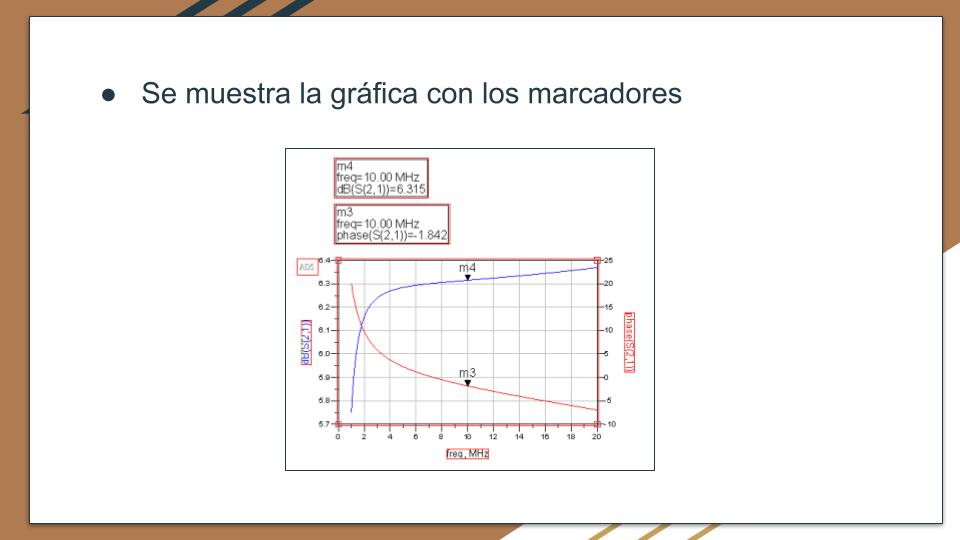 ● Se muestra la gráfica con los marcadores
m4
freq=10.00 MHz
dB(S(2,1))=6.315
m3
freq=10.00 MHz
phase(S(2,1))=-1.842
ADS
6.4
6.3
6.2
6.1
6.0
5.9
5.8
5.7
dB(S(2,1))
m4
m3
25
20
15
10
5
0
-5
-10
phase(S(2,1))
0 2 4 6 8 10 12 14 16 18 20
freq, MHz